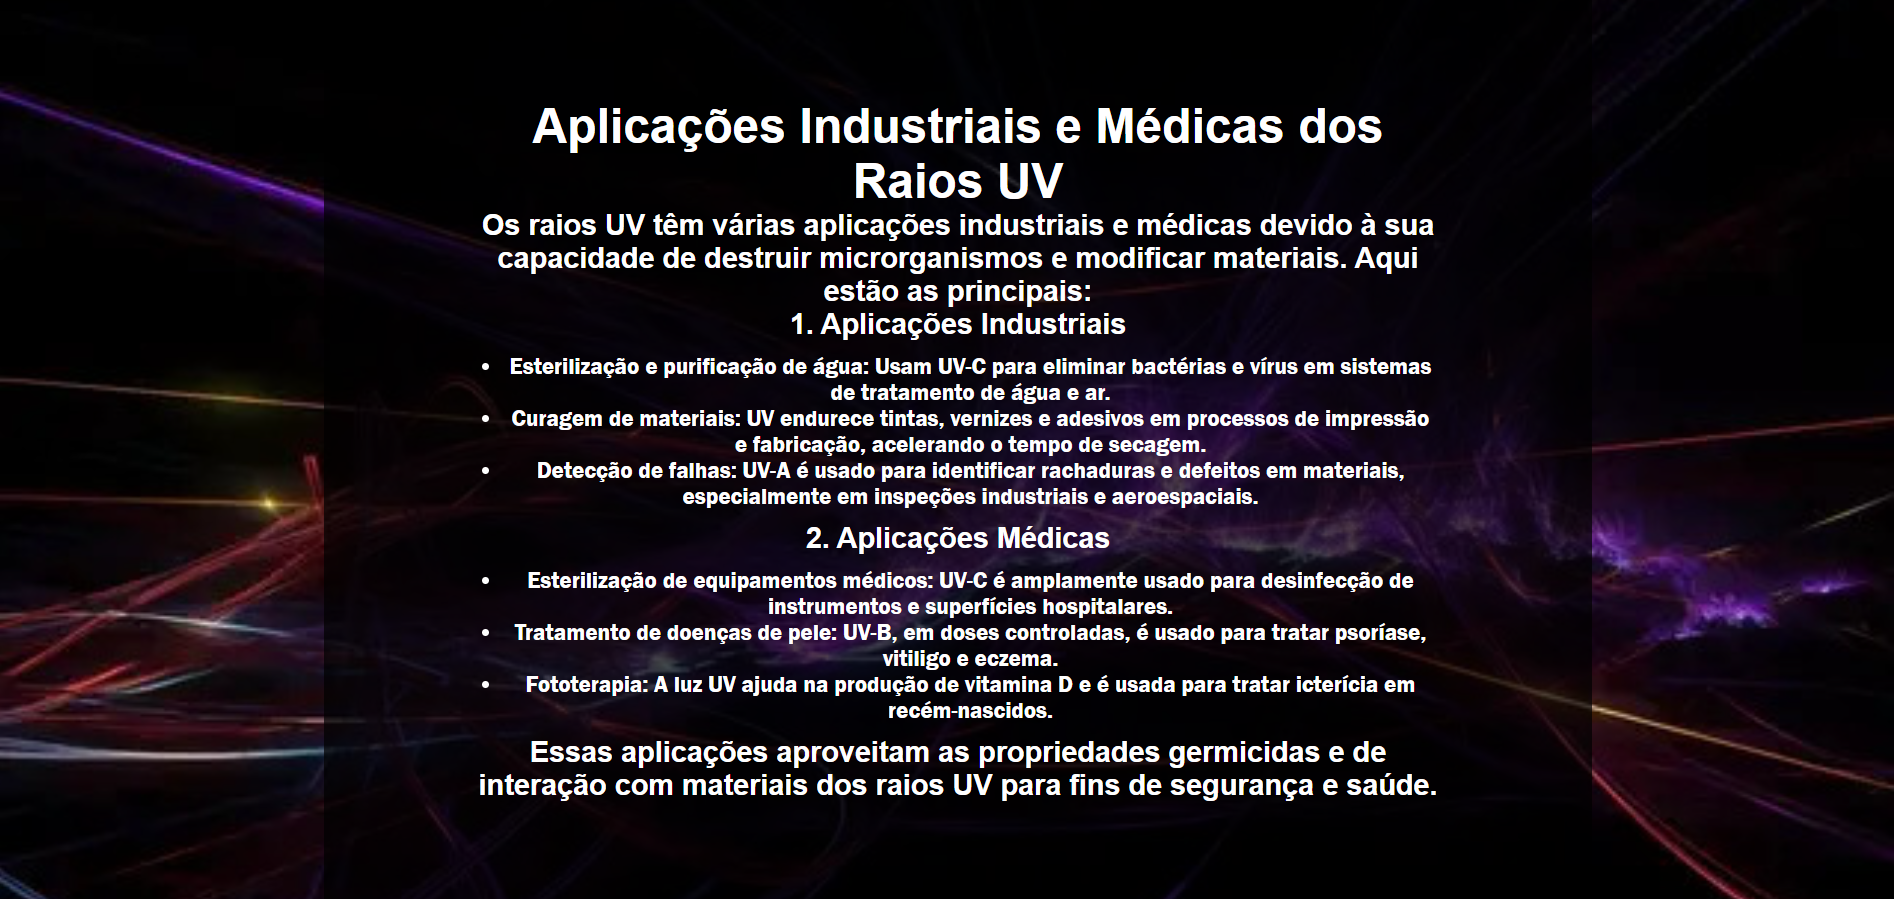 Aplicações Industriais e Médicas dos
Raios UV
Os raios UV têm várias aplicações industriais e médicas devido à sua
capacidade de destruir microrganismos e modificar materiais. Aqui
estão as principais:
1. Aplicações Industriais
• Esterilização e purificação de água: Usam UV-C para eliminar bactérias e vírus em sistemas
de tratamento de água e ar.
• Curagem de materiais: UV endurece tintas, vernizes e adesivos em processos de impressão
e fabricação, acelerando o tempo de secagem.
• Detecção de falhas: UV-A é usado para identificar rachaduras e defeitos em materiais,
especialmente em inspeções industriais e aeroespaciais.
2. Aplicações Médicas
• Esterilização de equipamentos médicos: UV-C é amplamente usado para desinfecção de
instrumentos e superfícies hospitalares.
• Tratamento de doenças de pele: UV-B, em doses controladas, é usado para tratar psoríase,
vitiligo e eczema.
• Fototerapia: A luz UV ajuda na produção de vitamina D e é usada para tratar icterícia em
recém-nascidos.
Essas aplicações aproveitam as propriedades germicidas e de
interação com materiais dos raios UV para fins de segurança e saúde.